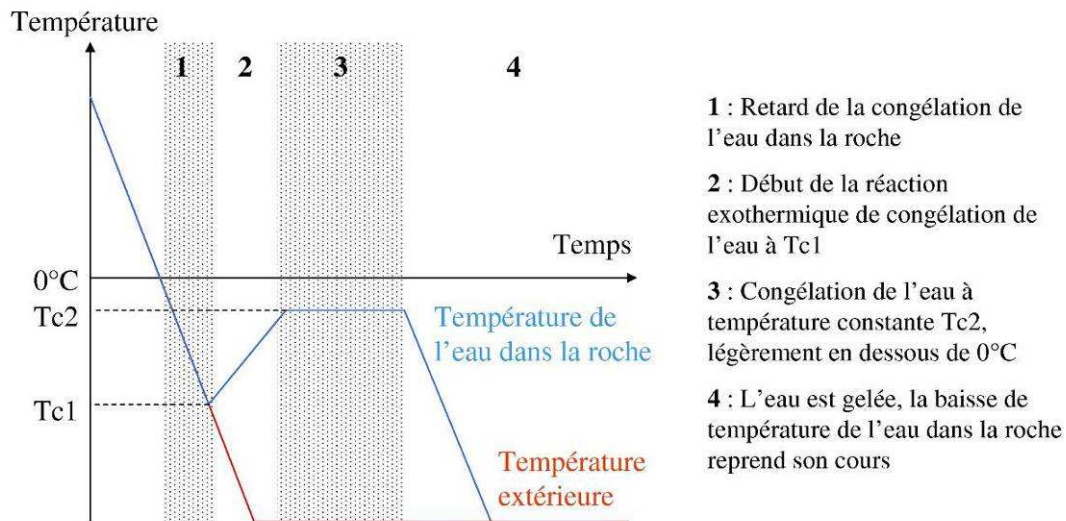 Température
1
2
3
4
Temps
0°C
Tc2
Tc1
Température de
l'eau dans la roche
Température
extérieure
1 : Retard de la congélation de
l'eau dans la roche
2 : Début de la réaction
exothermique de congélation de
l'eau à Tc1
3 : Congélation de l'eau à
température constante Tc2,
légèrement en dessous de 0°C
4 : L'eau est gelée, la baisse de
température de l'eau dans la roche
reprend son cours